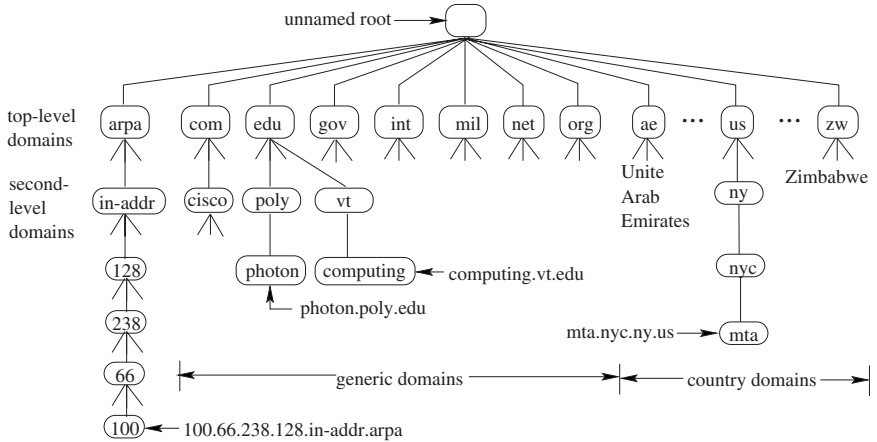 unnamed root
top-level
domains
arpa com edu gov int mil net org ae ... us ... zw
Unite
Arab
Emirates
Zimbabwe
second-
level
domains
in-addr cisco poly vt ny
128 photon computing computing.vt.edu nyc
photon.poly.edu
238 mta.nyc.ny.us mta
66 generic domains country domains
100 100.66.238.128.in-addr.arpa